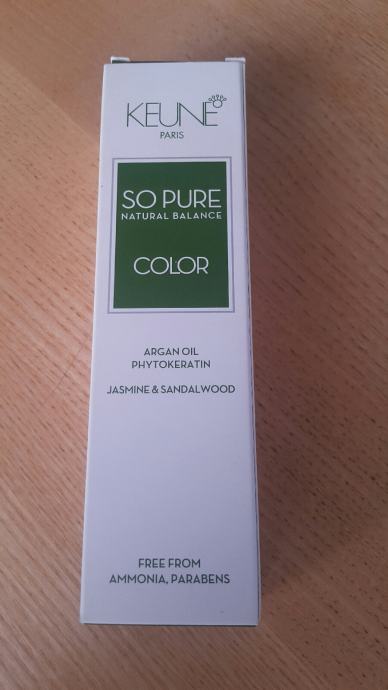 KEUNE
PARIS
SO PURE
NATURAL BALANCE
COLOR
ARGAN OIL
PHYTOKERATIN
JASMINE & SANDALWOOD
FREE FROM
AMMONIA, PARABENS